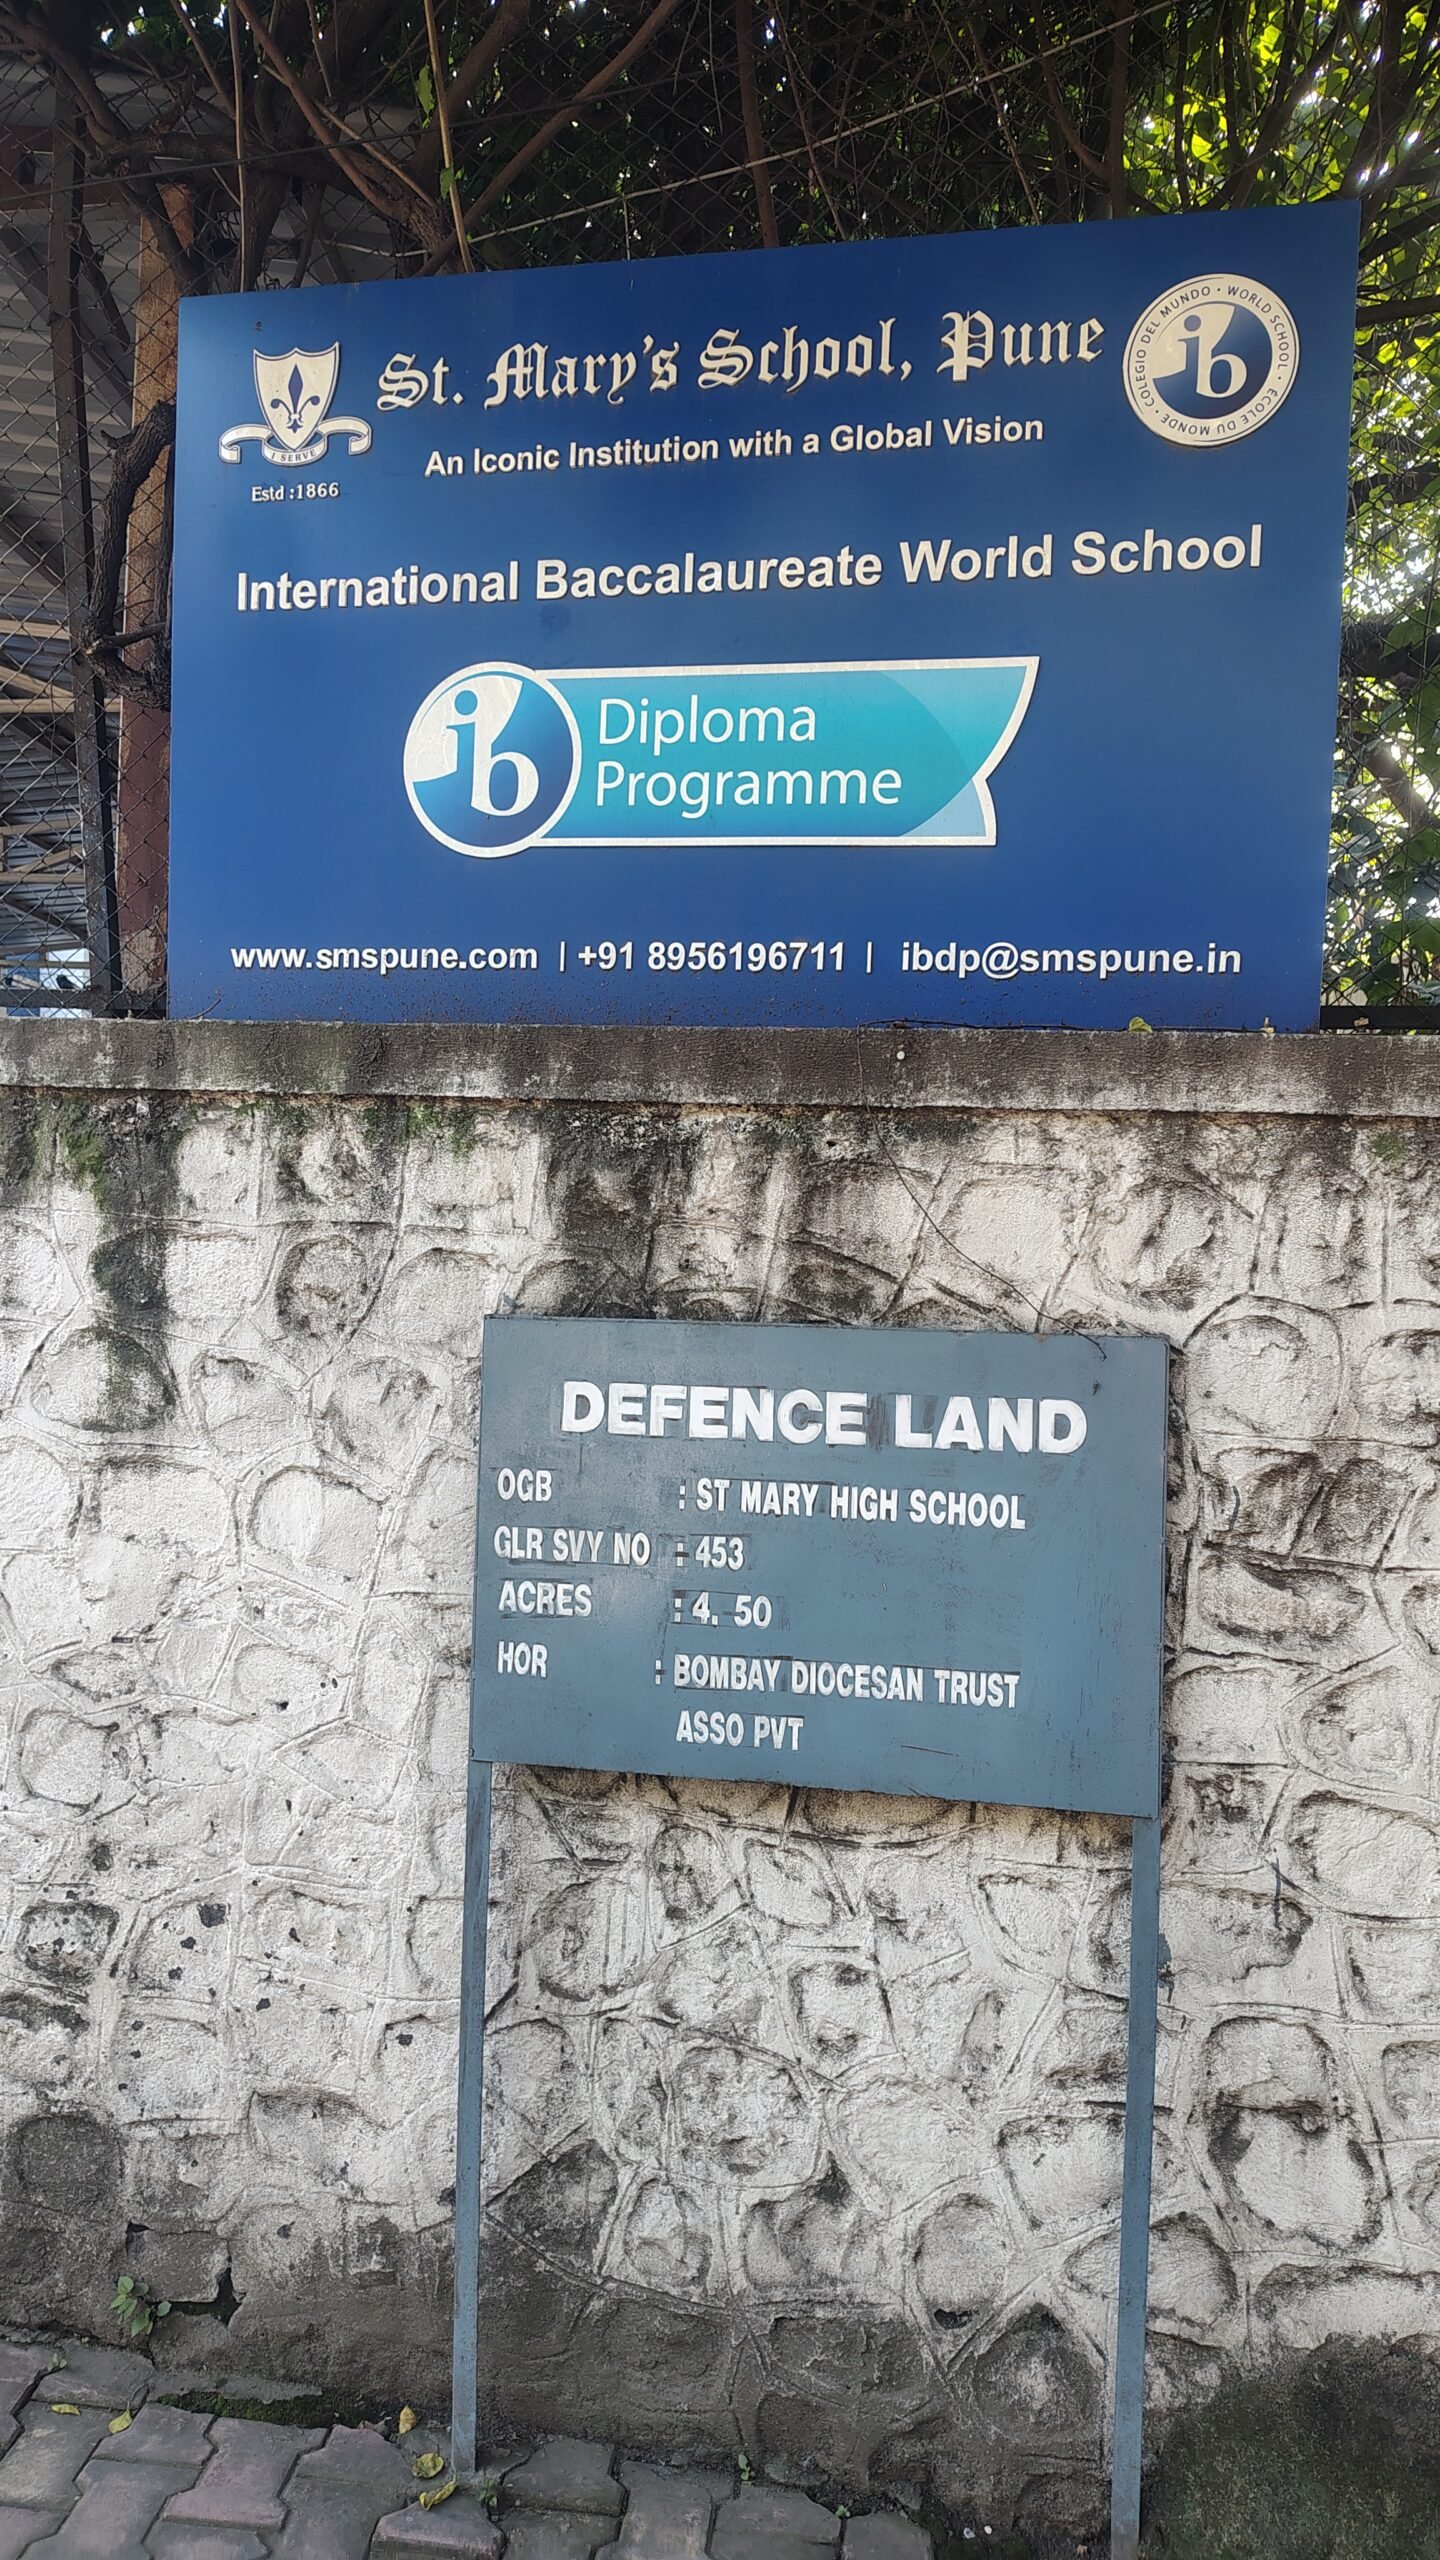 St. Mary's School, Pune
An Iconic Institution with a Global Vision
I SERVE
Estd :1866
COLEGIO DEL MUNDO · WORLD SCHOOL · ÉCOLE DU MONDE ·
ib
International Baccalaureate World School
ib
Diploma
Programme
www.smspune.com | +91 8956196711 | ibdp@smspune.in
DEFENCE LAND
OGB : ST MARY HIGH SCHOOL
GLR SVY NO : 453
ACRES : 4. 50
HOR : BOMBAY DIOCESAN TRUST
ASSO PVT